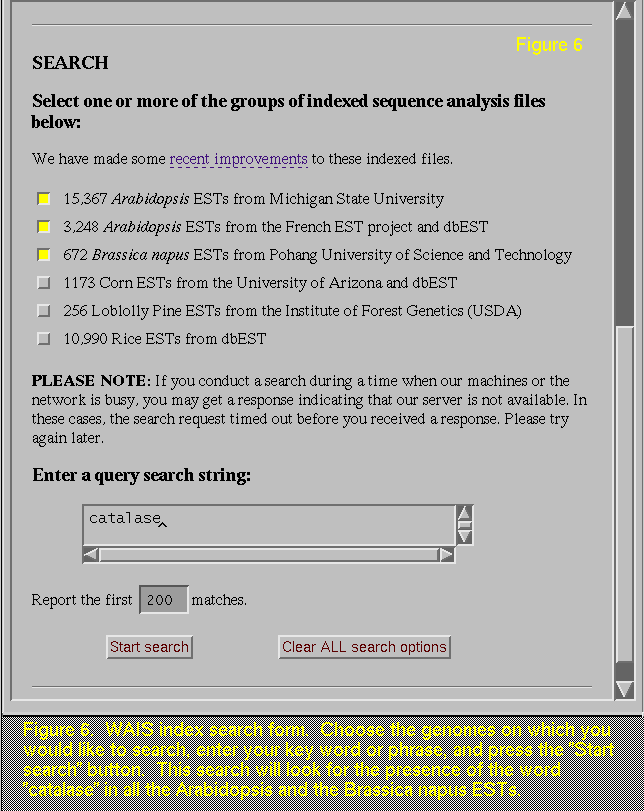 Figure 6
SEARCH
Select one or more of the groups of indexed sequence analysis files
below:
We have made some recent improvements to these indexed files.
15,367 Arabidopsis ESTs from Michigan State University
3,248 Arabidopsis ESTs from the French EST project and dbEST
672 Brassica napus ESTs from Pohang University of Science and Technology
1173 Corn ESTs from the University of Arizona and dbEST
256 Loblolly Pine ESTs from the Institute of Forest Genetics (USDA)
10,990 Rice ESTs from dbEST
PLEASE NOTE: If you conduct a search during a time when our machines or the
network is busy, you may get a response indicating that our server is not available. In
these cases, the search request timed out before you received a response. Please try
again later.
Enter a query search string:
catalase
Report the first 200 matches.
Start search Clear ALL search options
Figure 6. WAIS index search form. Choose the genomes on which you
would like to search, enter your key word or phrase, and press the "Start
search" button. This search will look for the presence of the word
"catalase" in all the Arabidopsis and the Brassica napus ESTs.